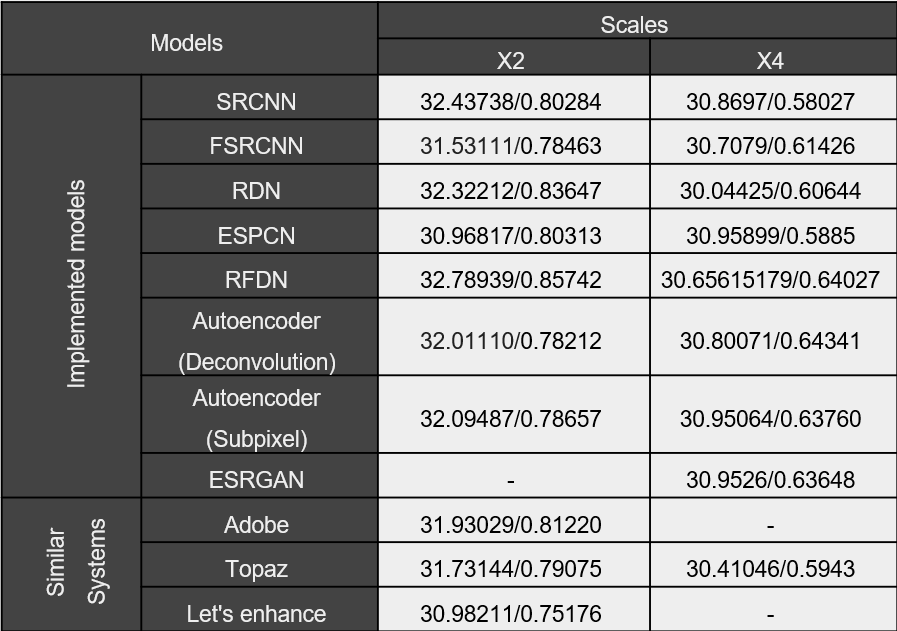 Models
Scales
X2
X4
Implemented models
SRCNN
32.43738/0.80284
30.8697/0.58027
FSRCNN
31.53111/0.78463
30.7079/0.61426
RDN
32.32212/0.83647
30.04425/0.60644
ESPCN
30.96817/0.80313
30.95899/0.5885
RFDN
32.78939/0.85742
30.65615179/0.64027
Autoencoder
(Deconvolution)
32.01110/0.78212
30.80071/0.64341
Autoencoder
(Subpixel)
32.09487/0.78657
30.95064/0.63760
ESRGAN
-
30.9526/0.63648
Similar
Systems
Adobe
31.93029/0.81220
-
Topaz
31.73144/0.79075
30.41046/0.5943
Let's enhance
30.98211/0.75176
-